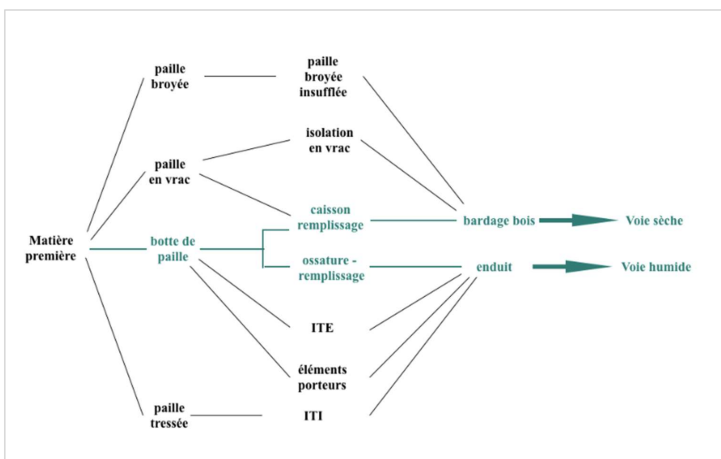 paille
broyée
paille
broyée
insufflée
isolation
en vrac
paille
en vrac
caisson
remplissage
bardage bois
Voie sèche
Matière
première
botte de
paille
ossature -
remplissage
enduit
Voie humide
ITE
éléments
porteurs
paille
tressée
ITI